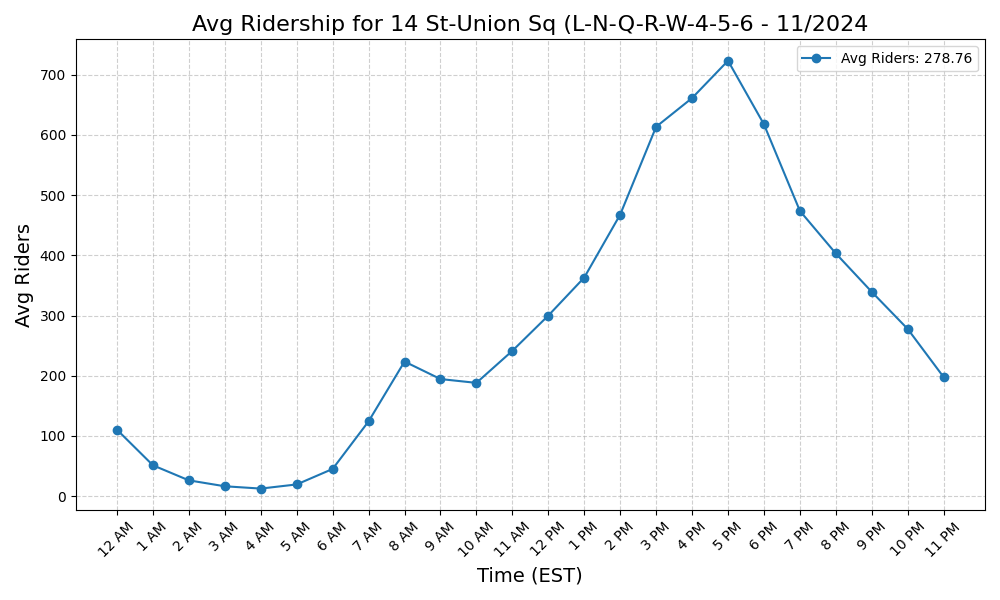 Avg Ridership for 14 St-Union Sq (L-N-Q-R-W-4-5-6 - 11/2024
Avg Riders: 278.76
Avg Riders
700
600
500
400
300
200
100
0
12 AM
1 AM
2 AM
3 AM
4 AM
5 AM
6 AM
7 AM
8 AM
9 AM
10 AM
11 AM
12 PM
1 PM
2 PM
3 PM
4 PM
5 PM
6 PM
7 PM
8 PM
9 PM
10 PM
11 PM
Time (EST)